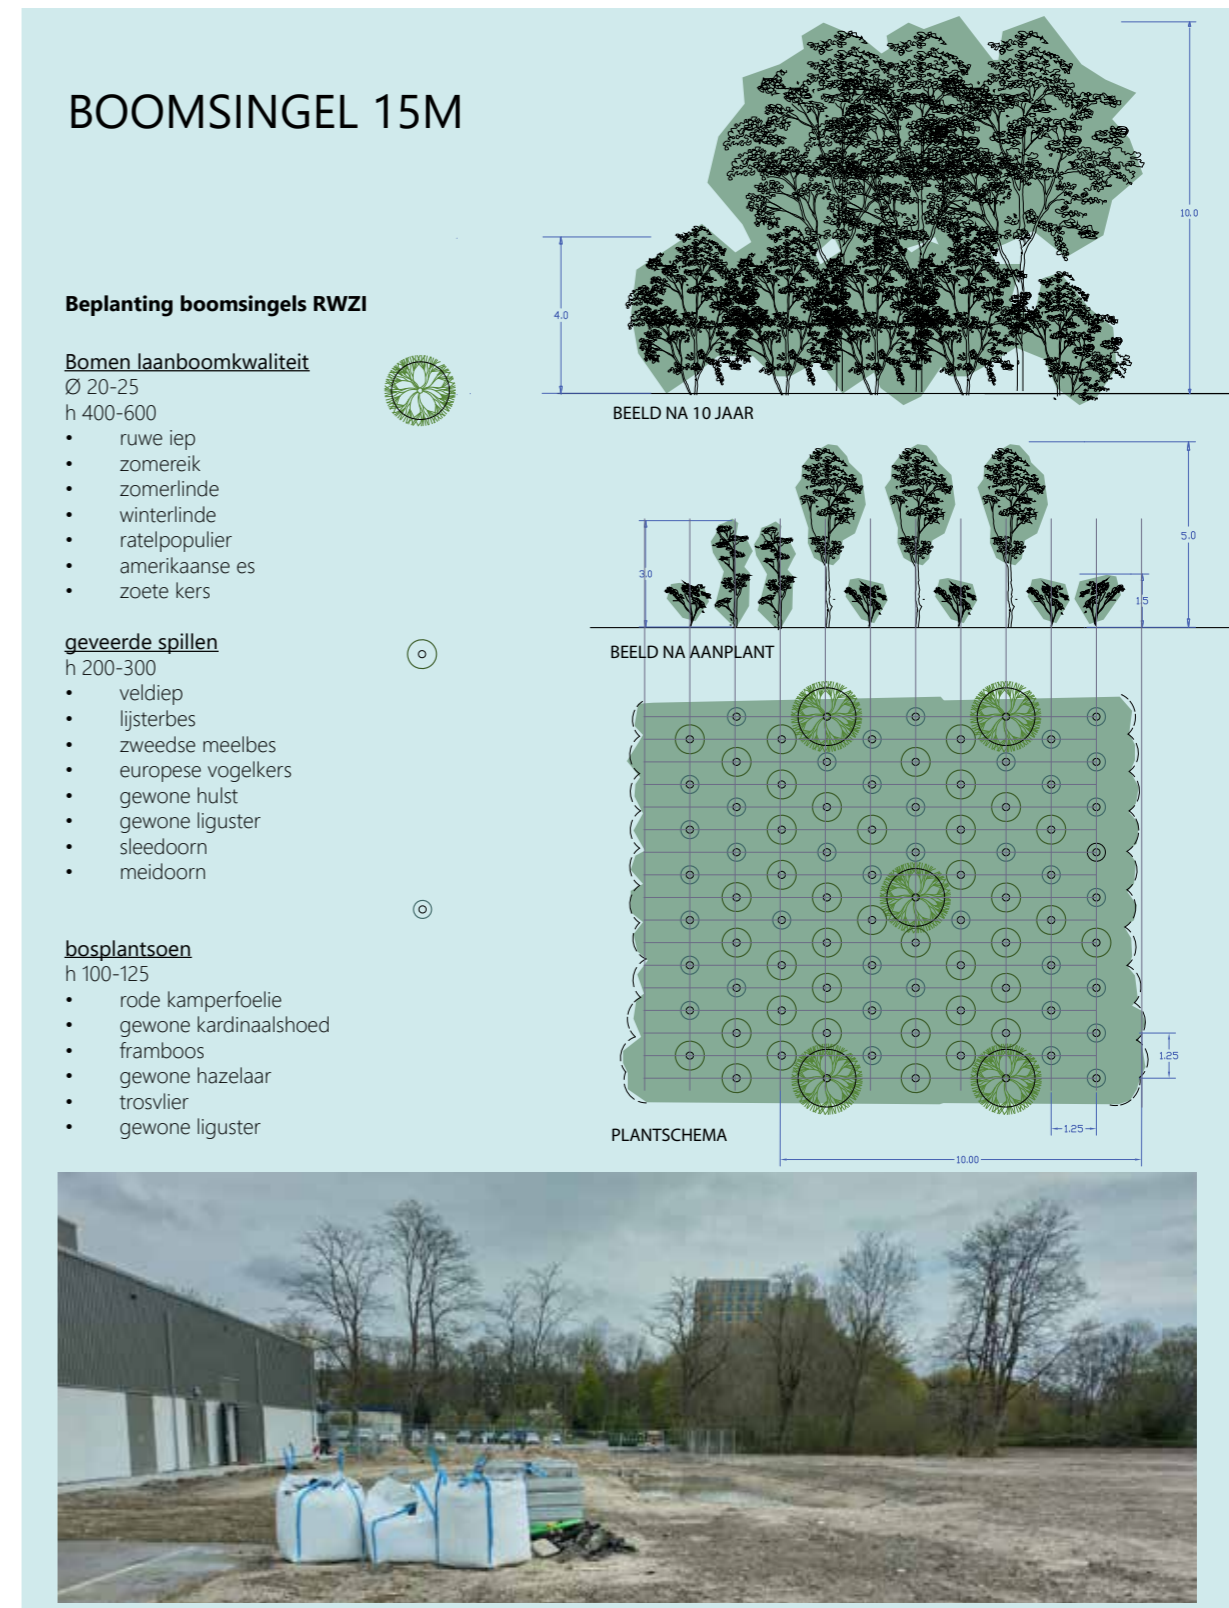 BOOMSINGEL 15M
Beplanting boomsingels RWZI
Bomen laanboomkwaliteit
Ø 20-25
h 400-600
• ruwe iep
• zomereik
• zomerlinde
• winterlinde
• ratelpopulier
• amerikaanse es
• zoete kers
geveerde spillen
h 200-300
• veldiep
• lijsterbes
• zweedse meelbes
• europese vogelkers
• gewone hulst
• gewone liguster
• sleedoorn
• meidoorn
bosplantsoen
h 100-125
• rode kamperfoelie
• gewone kardinaalshoed
• framboos
• gewone hazelaar
• trosvlier
• gewone liguster
10.0
4.0
BEELD NA 10 JAAR
5.0
3.0
1.5
BEELD NA AANPLANT
1.25
1.25
PLANTSCHEMA
10.00